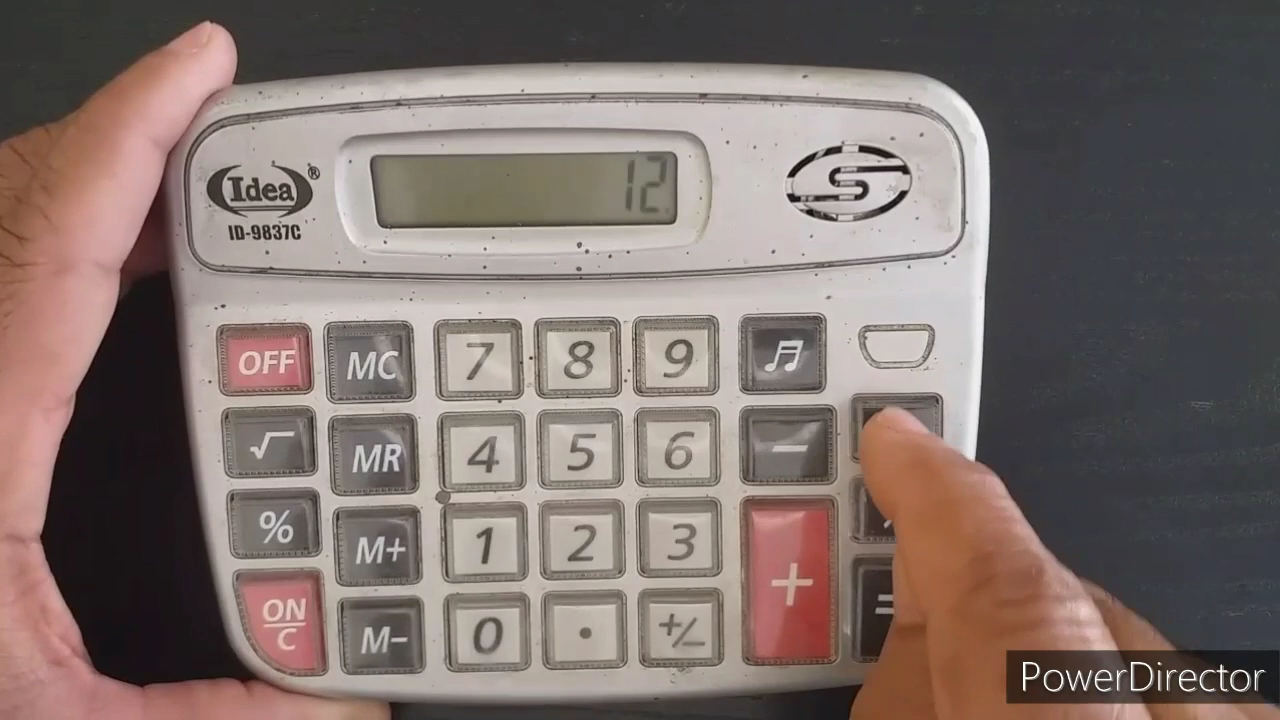 Idea®
ID-9837C
12.
S
OFF MC 7 8 9
√ MR 4 5 6 −
% M+ 1 2 3 +
ON/C M− 0 . +/− =
PowerDirector